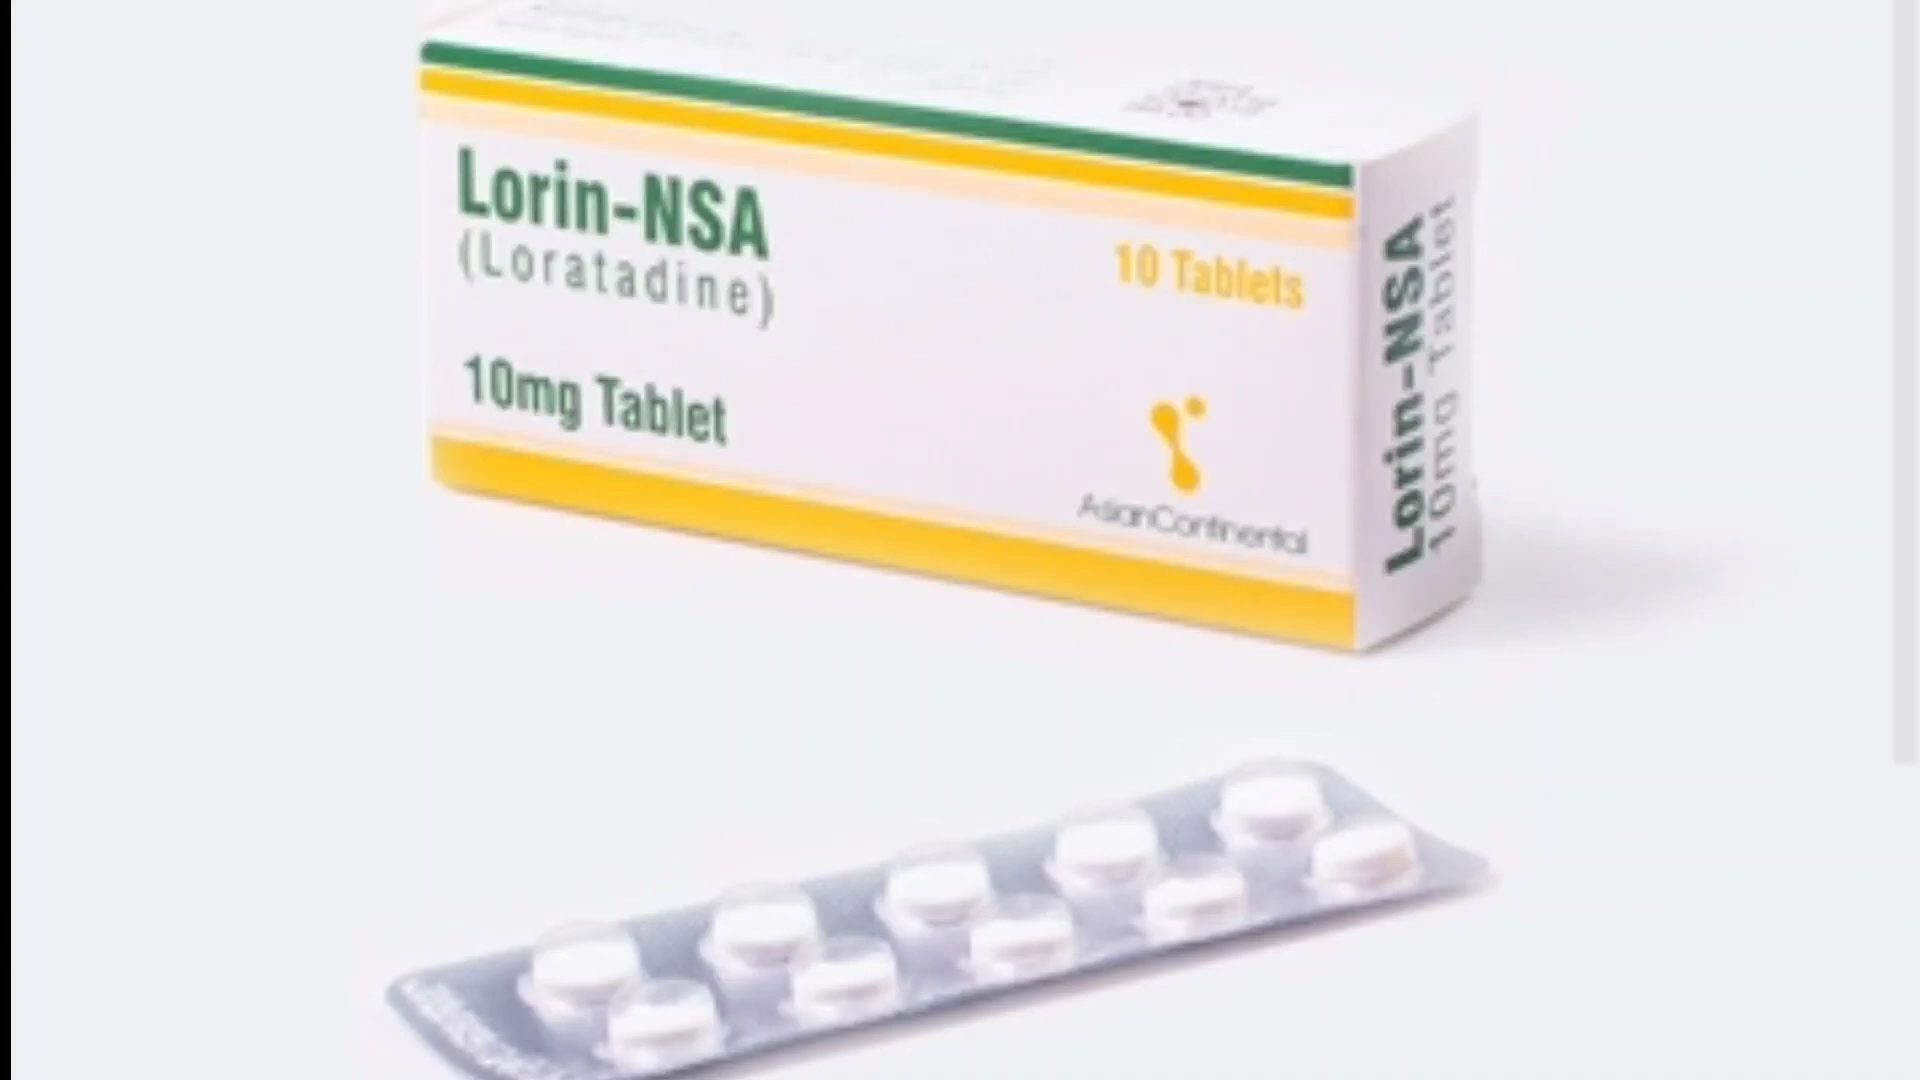 Lorin-NSA
(Loratadine)
10 Tablets
10mg Tablet
AsianContinental
Lorin-NSA
10mg Tablet